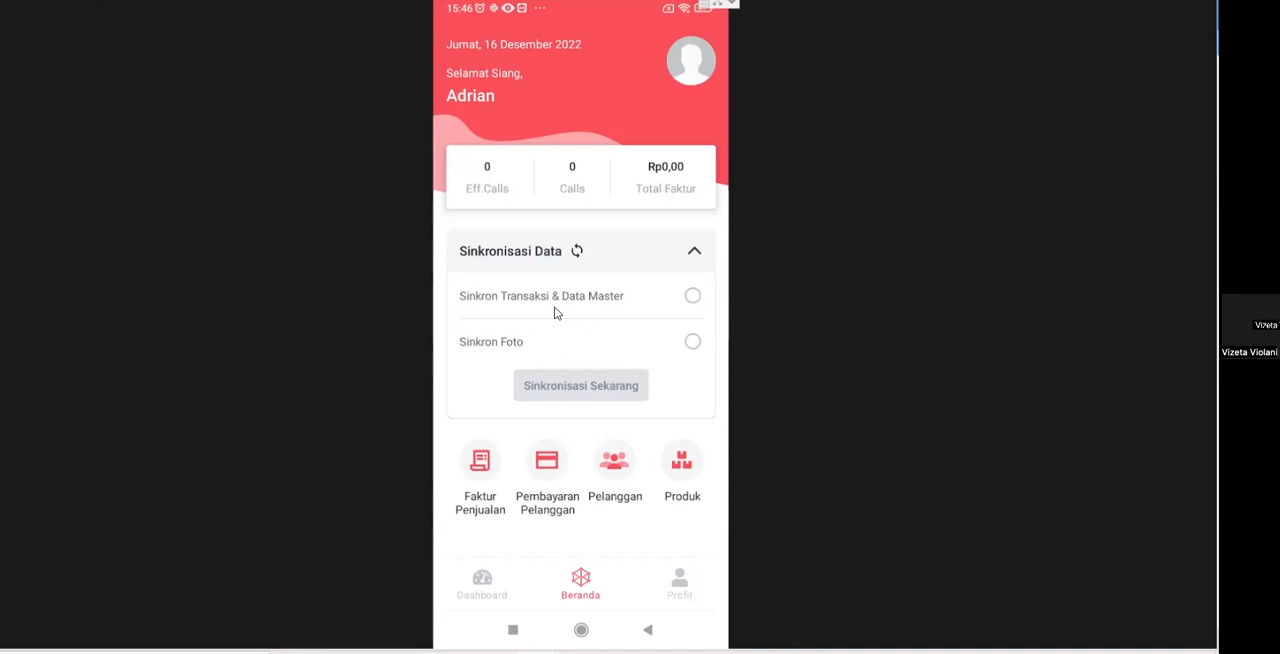 15:46
Jumat, 16 Desember 2022
Selamat Siang,
Adrian
0 0 Rp0,00
Eff.Calls Calls Total Faktur
Sinkronisasi Data
Sinkron Transaksi & Data Master
Sinkron Foto
Sinkronisasi Sekarang
Faktur Penjualan
Pembayaran Pelanggan
Pelanggan
Produk
Dashboard Beranda Profil
Vizeta
Vizeta Violani